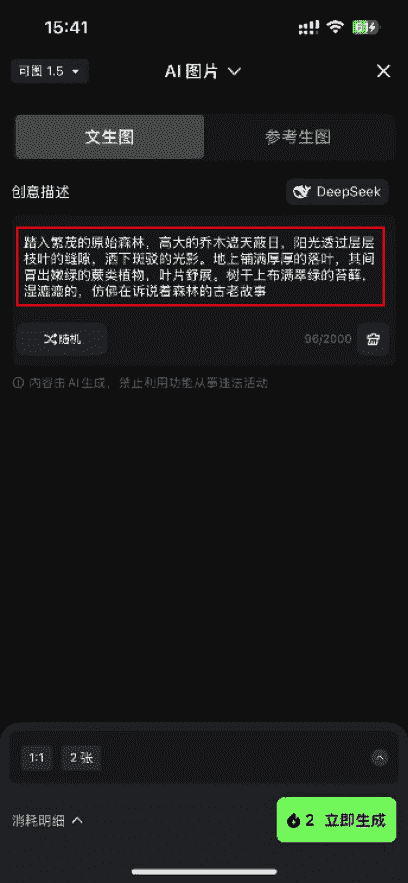 15:41
可图 1.5
AI 图片
文生图
参考生图
创意描述
DeepSeek
踏入繁茂的原始森林，高大的乔木遮天蔽日，阳光透过层层
枝叶的缝隙，洒下斑驳的光影。地上铺满厚厚的落叶，其间
冒出嫩绿的蕨类植物，叶片舒展。树干上布满翠绿的苔藓，
湿漉漉的，仿佛在诉说着森林的古老故事
随机
96/2000
内容由 AI 生成，禁止利用功能从事违法活动
1:1
2 张
消耗明细
2 立即生成